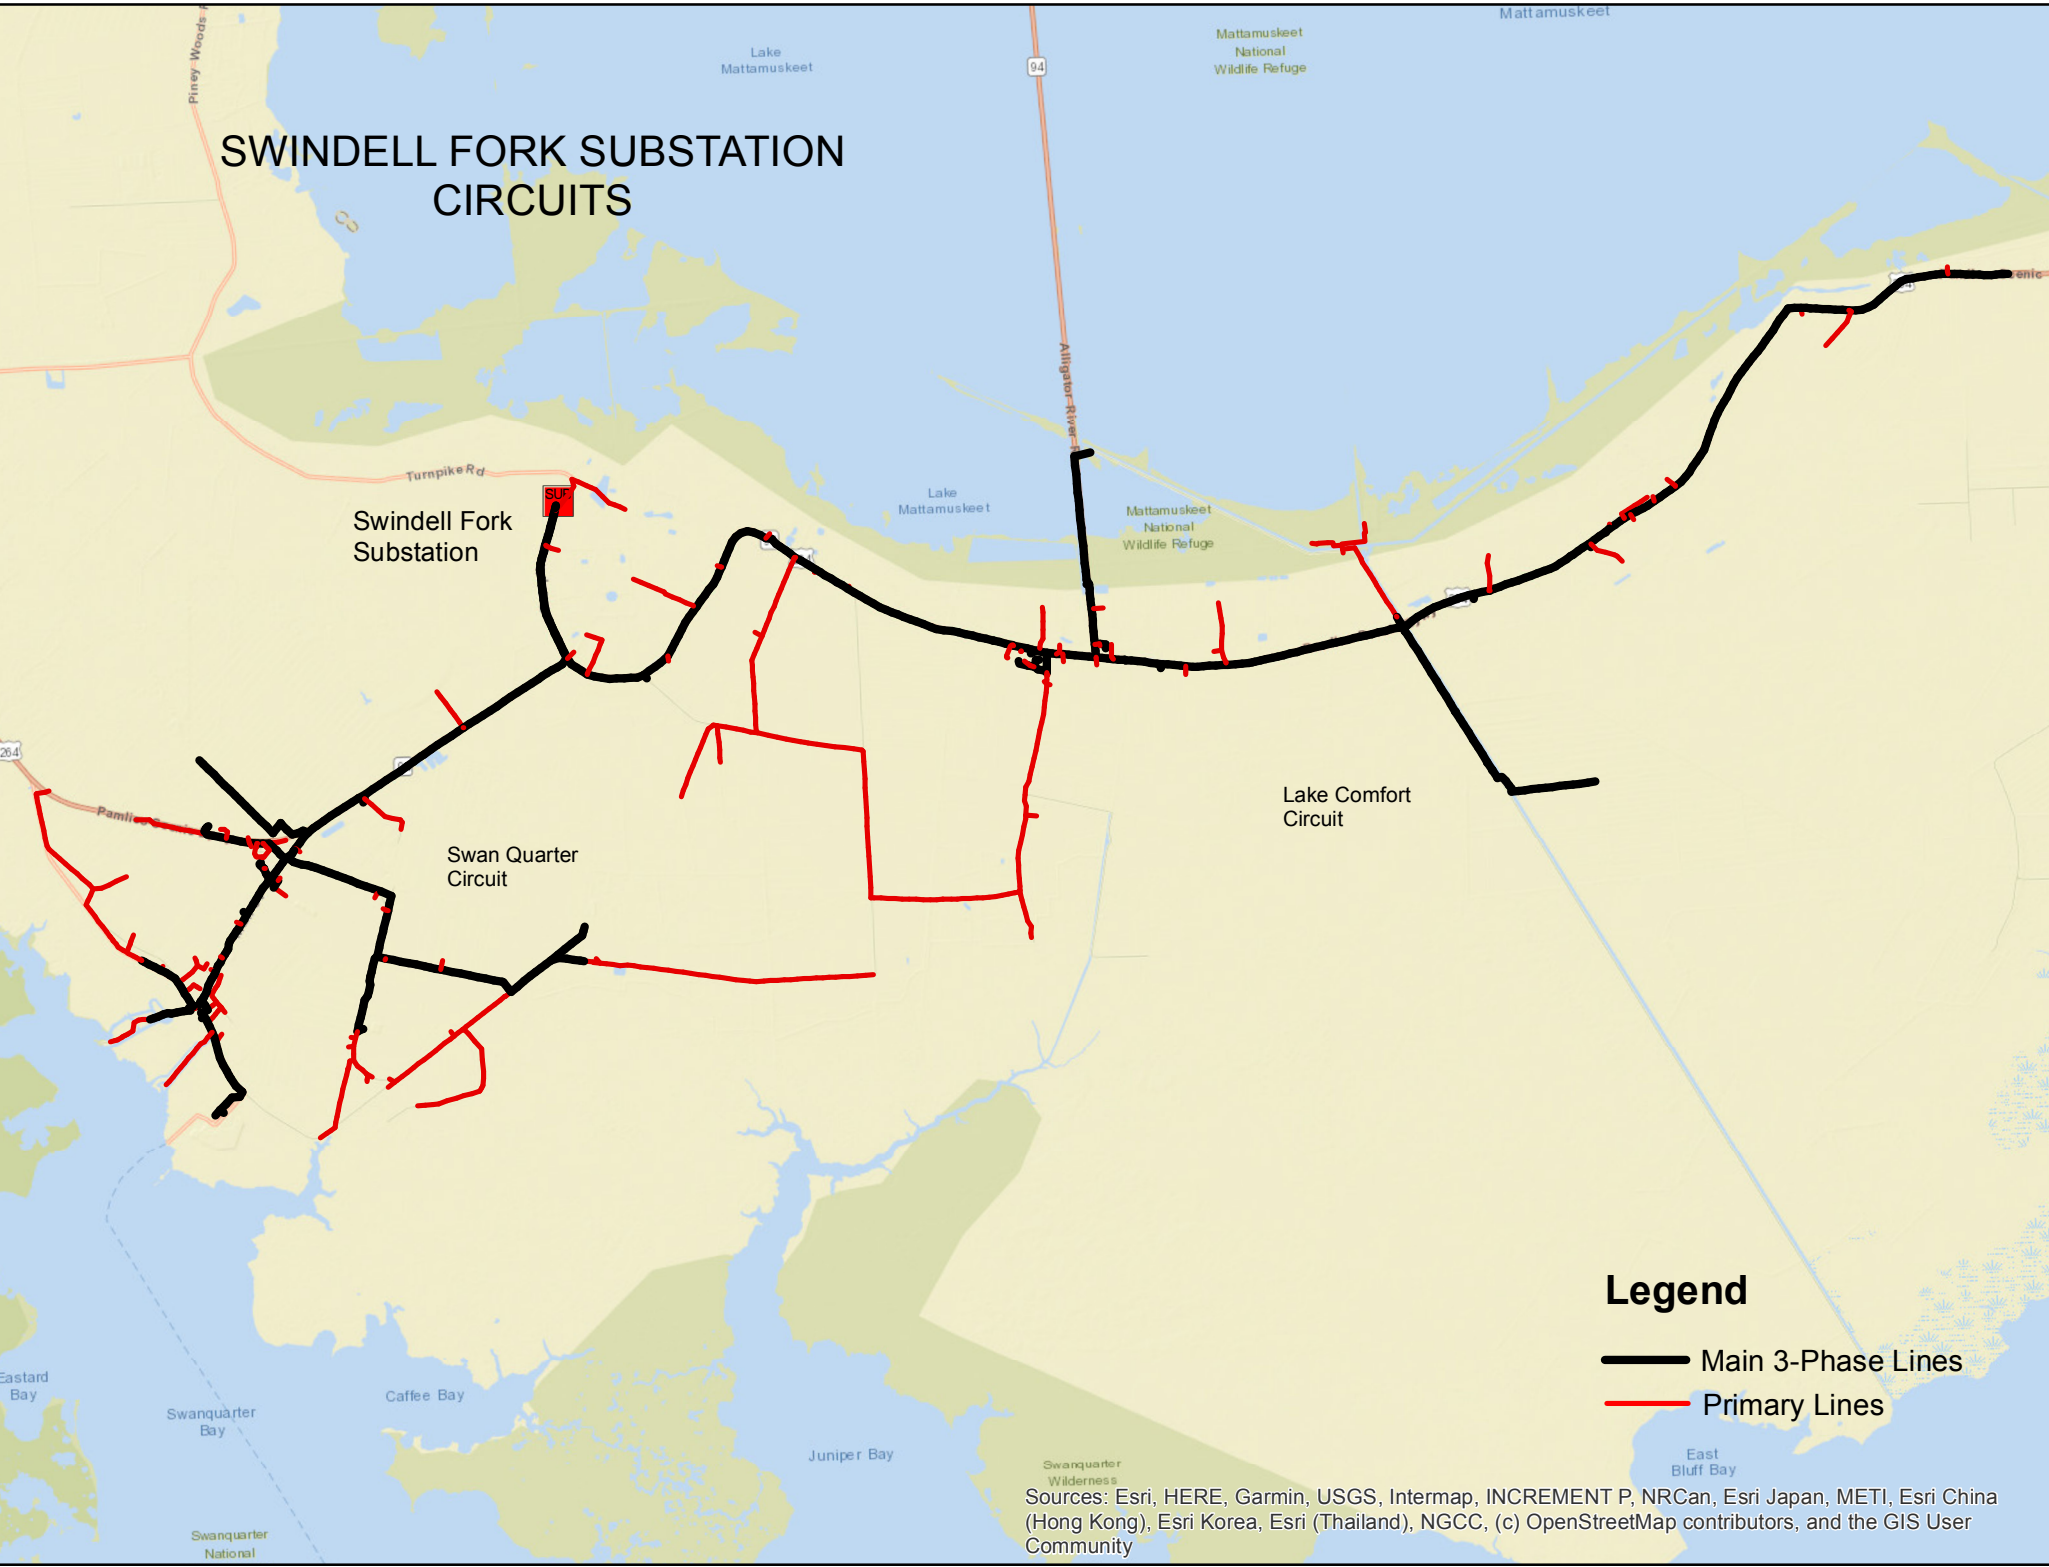 Mattamuskeet
Piney Woods
Lake
Mattamuskeet
94
Mattamuskeet
National
Wildlife Refuge
SWINDELL FORK SUBSTATION
CIRCUITS
Alligator River
Turnpike Rd
Swindell Fork
Substation
Lake
Mattamuskeet
Mattamuskeet
National
Wildlife Refuge
264
Lake Comfort
Circuit
Swan Quarter
Circuit
Legend
Main 3-Phase Lines
Primary Lines
Eastard
Bay
Swanquarter
Bay
Caffee Bay
Juniper Bay
East
Bluff Bay
Swanquarter
Wilderness
Swanquarter
National
Sources: Esri, HERE, Garmin, USGS, Intermap, INCREMENT P, NRCan, Esri Japan, METI, Esri China
(Hong Kong), Esri Korea, Esri (Thailand), NGCC, (c) OpenStreetMap contributors, and the GIS User
Community